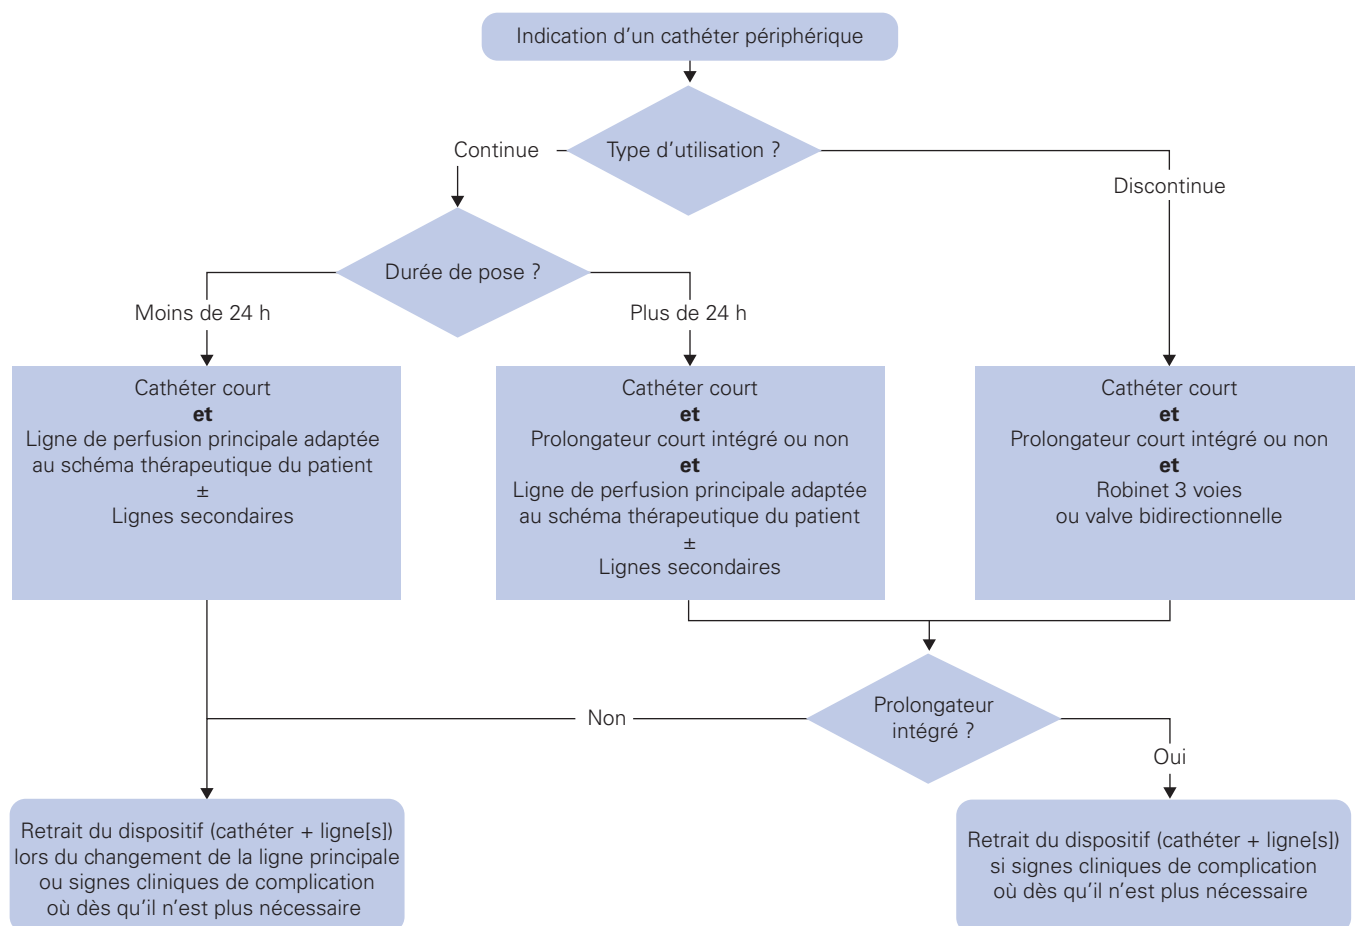 Indication d'un cathéter périphérique
Type d'utilisation ?
Continue
Discontinue
Durée de pose ?
Moins de 24 h
Plus de 24 h
Cathéter court
et
Ligne de perfusion principale adaptée
au schéma thérapeutique du patient
±
Lignes secondaires
Cathéter court
et
Prolongateur court intégré ou non
et
Ligne de perfusion principale adaptée
au schéma thérapeutique du patient
±
Lignes secondaires
Cathéter court
et
Prolongateur court intégré ou non
et
Robinet 3 voies
ou valve bidirectionnelle
Prolongateur
intégré ?
Non
Oui
Retrait du dispositif (cathéter + ligne[s])
lors du changement de la ligne principale
ou signes cliniques de complication
où dès qu'il n'est plus nécessaire
Retrait du dispositif (cathéter + ligne[s])
si signes cliniques de complication
où dès qu'il n'est plus nécessaire